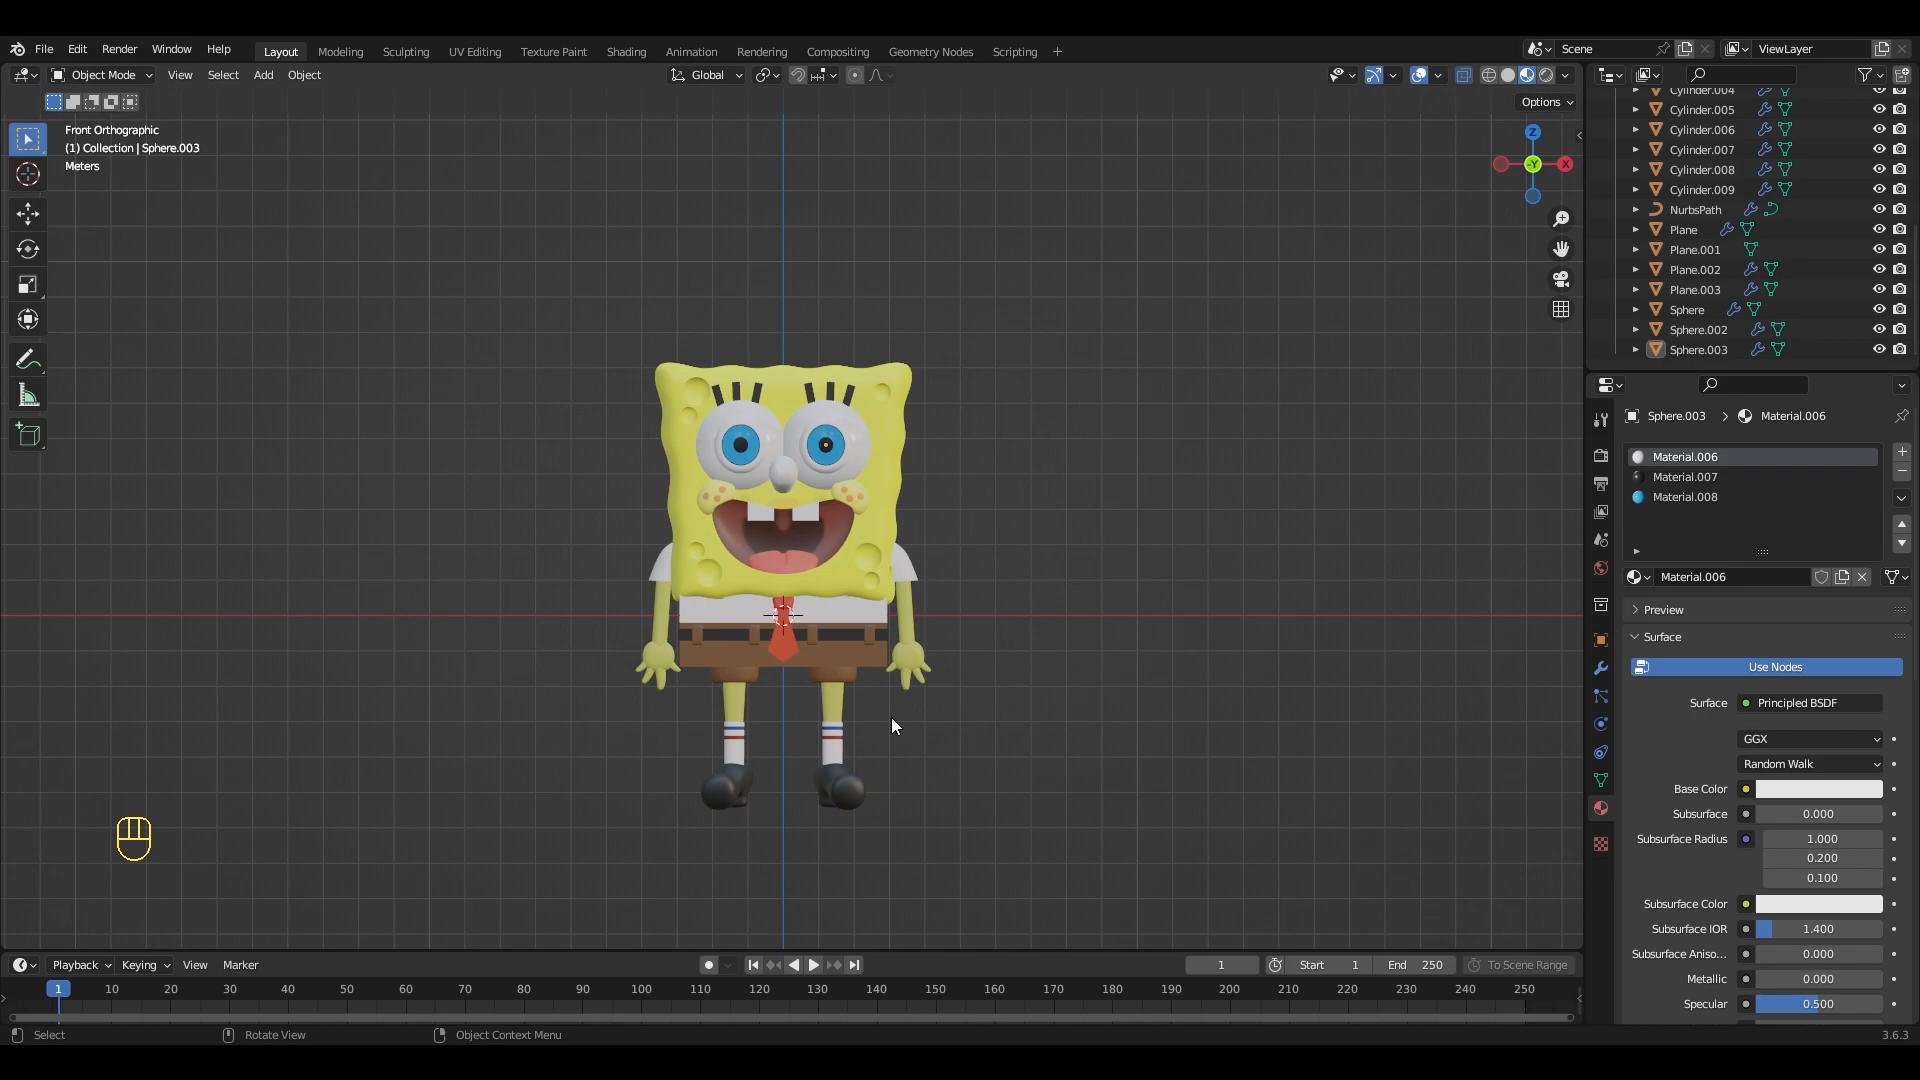 File Edit Render Window Help Layout Modeling Sculpting UV Editing Texture Paint Shading Animation Rendering Compositing Geometry Nodes Scripting + Scene ViewLayer
Object Mode View Select Add Object Global
Options
Front Orthographic
(1) Collection | Sphere.003
Meters
Z
-Y
X
Cylinder.004
Cylinder.005
Cylinder.006
Cylinder.007
Cylinder.008
Cylinder.009
NurbsPath
Plane
Plane.001
Plane.002
Plane.003
Sphere
Sphere.002
Sphere.003
Sphere.003 > Material.006
Material.006
Material.007
Material.008
Material.006
Preview
Surface
Use Nodes
Surface Principled BSDF
GGX
Random Walk
Base Color
Subsurface 0.000
Subsurface Radius 1.000
0.200
0.100
Subsurface Color
Subsurface IOR 1.400
Subsurface Aniso... 0.000
Metallic 0.000
Specular 0.500
Playback Keying View Marker 1 Start 1 End 250 To Scene Range
1 10 20 30 40 50 60 70 80 90 100 110 120 130 140 150 160 170 180 190 200 210 220 230 240 250
Select Rotate View Object Context Menu 3.6.3